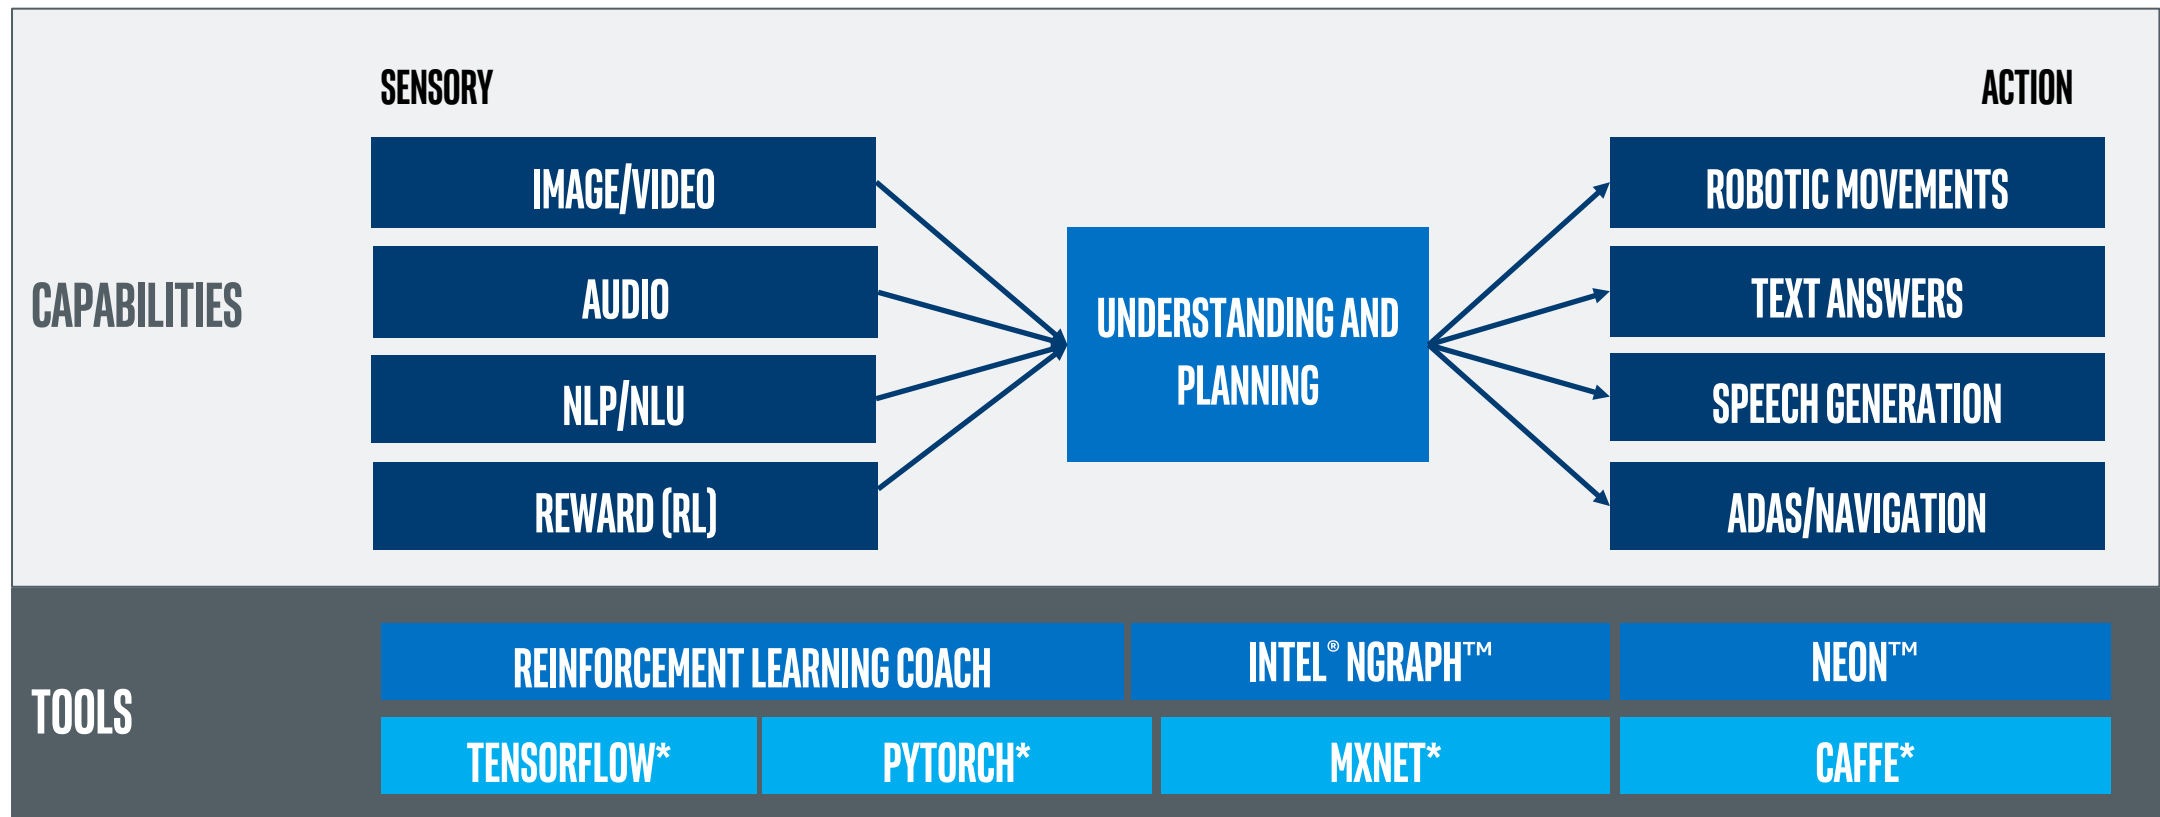 SENSORY
ACTION
CAPABILITIES
IMAGE/VIDEO
AUDIO
NLP/NLU
REWARD (RL)
UNDERSTANDING AND
PLANNING
ROBOTIC MOVEMENTS
TEXT ANSWERS
SPEECH GENERATION
ADAS/NAVIGATION
TOOLS
REINFORCEMENT LEARNING COACH
INTEL® NGRAPH™
NEON™
TENSORFLOW*
PYTORCH*
MXNET*
CAFFE*